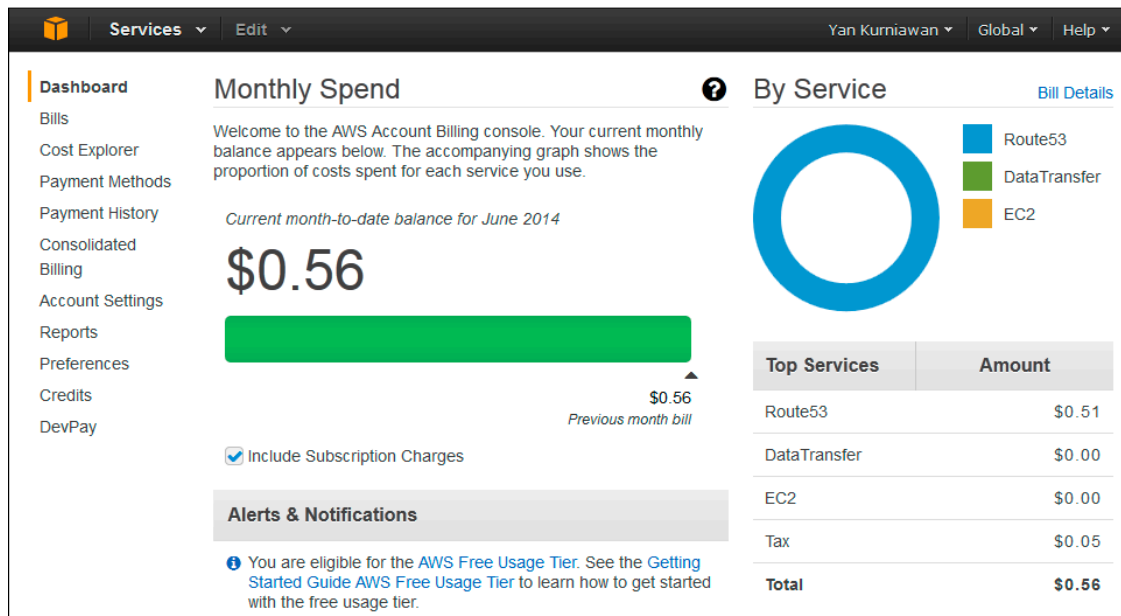 Services Edit Yan Kurniawan Global Help
Dashboard
Bills
Cost Explorer
Payment Methods
Payment History
Consolidated
Billing
Account Settings
Reports
Preferences
Credits
DevPay
Monthly Spend ?
Welcome to the AWS Account Billing console. Your current monthly
balance appears below. The accompanying graph shows the
proportion of costs spent for each service you use.
Current month-to-date balance for June 2014
$0.56
$0.56
Previous month bill
Include Subscription Charges
Alerts & Notifications
You are eligible for the AWS Free Usage Tier. See the Getting
Started Guide AWS Free Usage Tier to learn how to get started
with the free usage tier.
By Service Bill Details
Route53
DataTransfer
EC2
Top Services Amount
Route53 $0.51
DataTransfer $0.00
EC2 $0.00
Tax $0.05
Total $0.56